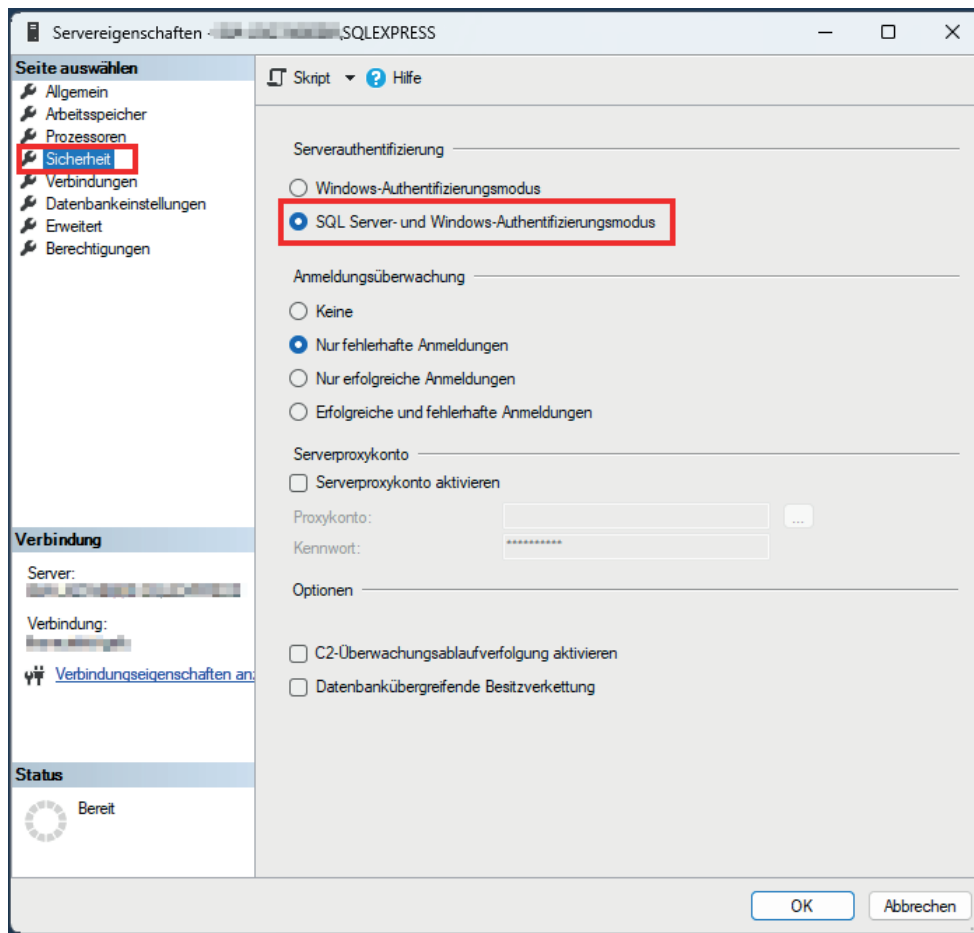 Servereigenschaften - SQLEXPRESS
Seite auswählen
Allgemein
Arbeitsspeicher
Prozessoren
Sicherheit
Verbindungen
Datenbankeinstellungen
Erweitert
Berechtigungen
Skript
Hilfe
Serverauthentifizierung
Windows-Authentifizierungsmodus
SQL Server- und Windows-Authentifizierungsmodus
Anmeldungsüberwachung
Keine
Nur fehlerhafte Anmeldungen
Nur erfolgreiche Anmeldungen
Erfolgreiche und fehlerhafte Anmeldungen
Serverproxykonto
Serverproxykonto aktivieren
Proxykonto:
...
Kennwort:
**********
Optionen
C2-Überwachungsablaufverfolgung aktivieren
Datenbankübergreifende Besitzverkettung
Verbindung
Server:
Verbindung:
Verbindungseigenschaften an
Status
Bereit
OK
Abbrechen